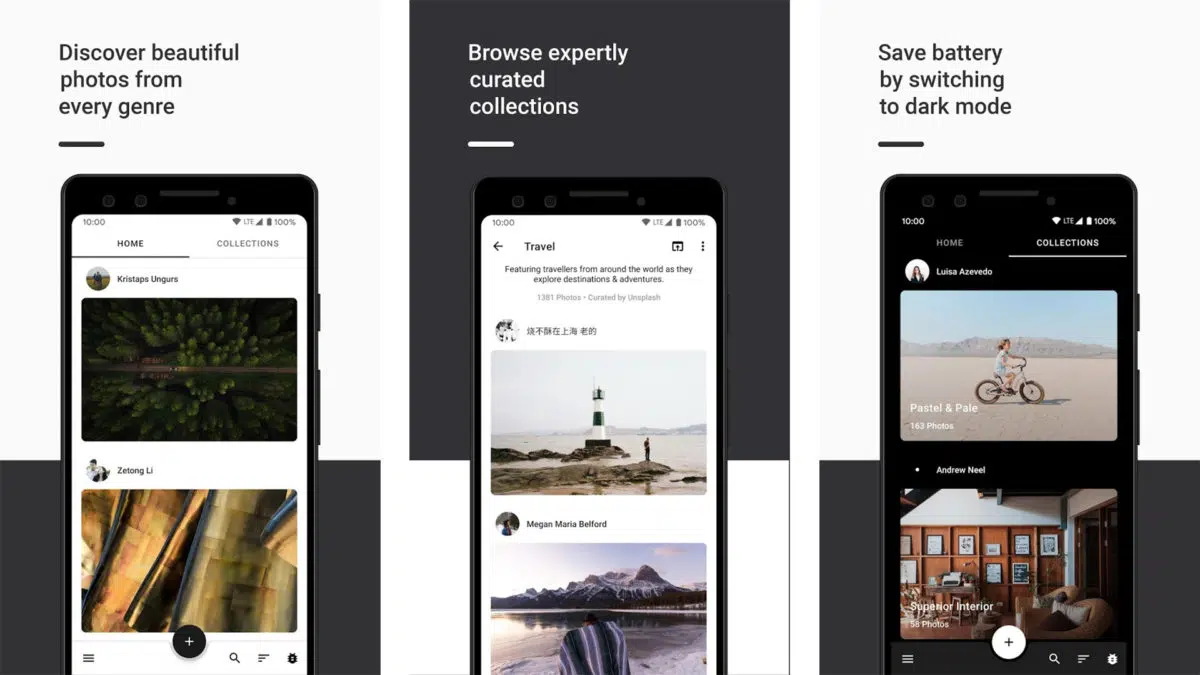 Discover beautiful
photos from
every genre
10:00
LTE
100%
HOME
COLLECTIONS
Kristaps Ungurs
Zetong Li
Browse expertly
curated
collections
10:00
LTE
100%
Travel
Featuring travellers from around the world as they
explore destinations & adventures.
1381 Photos • Curated by Unsplash
烧不酥在上海 老的
Megan Maria Belford
Save battery
by switching
to dark mode
10:00
LTE
100%
HOME
COLLECTIONS
Luisa Azevedo
Pastel & Pale
163 Photos
Andrew Neel
Superior Interior
58 Photos